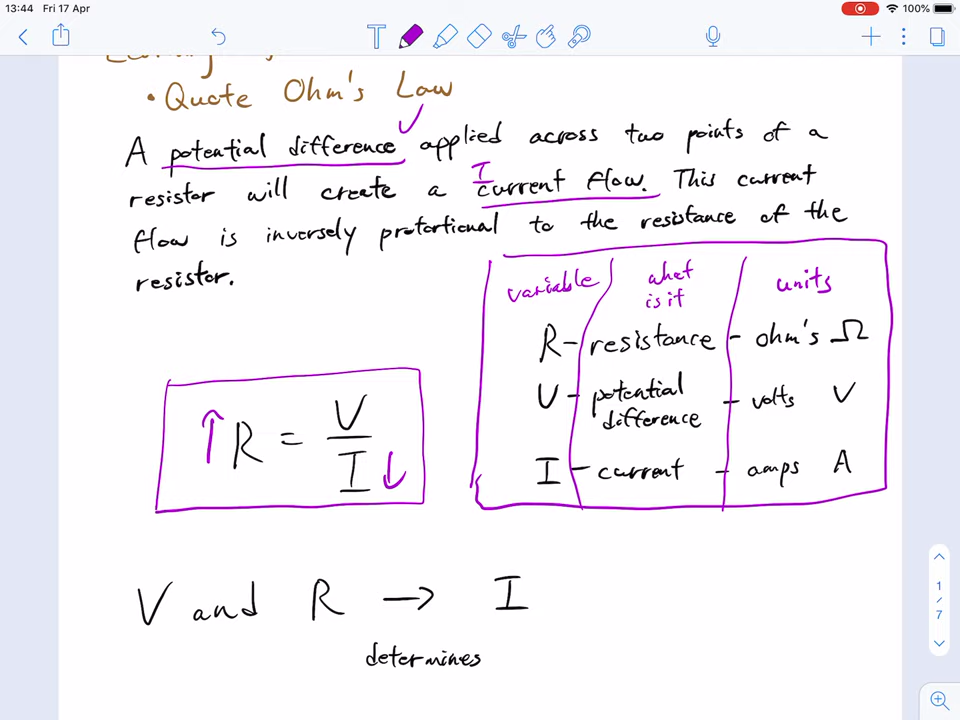 13:44 Fri 17 Apr
100%
• Quote Ohm's Law
V
A potential difference applied across two points of a
I
resistor will create a current flow. This current
flow is inversely protortional to the resistance of the
resistor.
variable what is it units
R - resistance - ohm's Ω
V - potential difference - volts V
I - current - amps A
↑ R = V / I ↓
V and R → I
determines
1 / 7